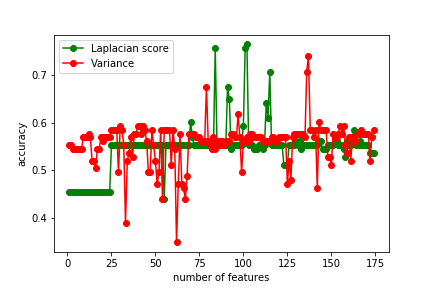 Laplacian score
Variance
accuracy
0.7
0.6
0.5
0.4
0 25 50 75 100 125 150 175
number of features